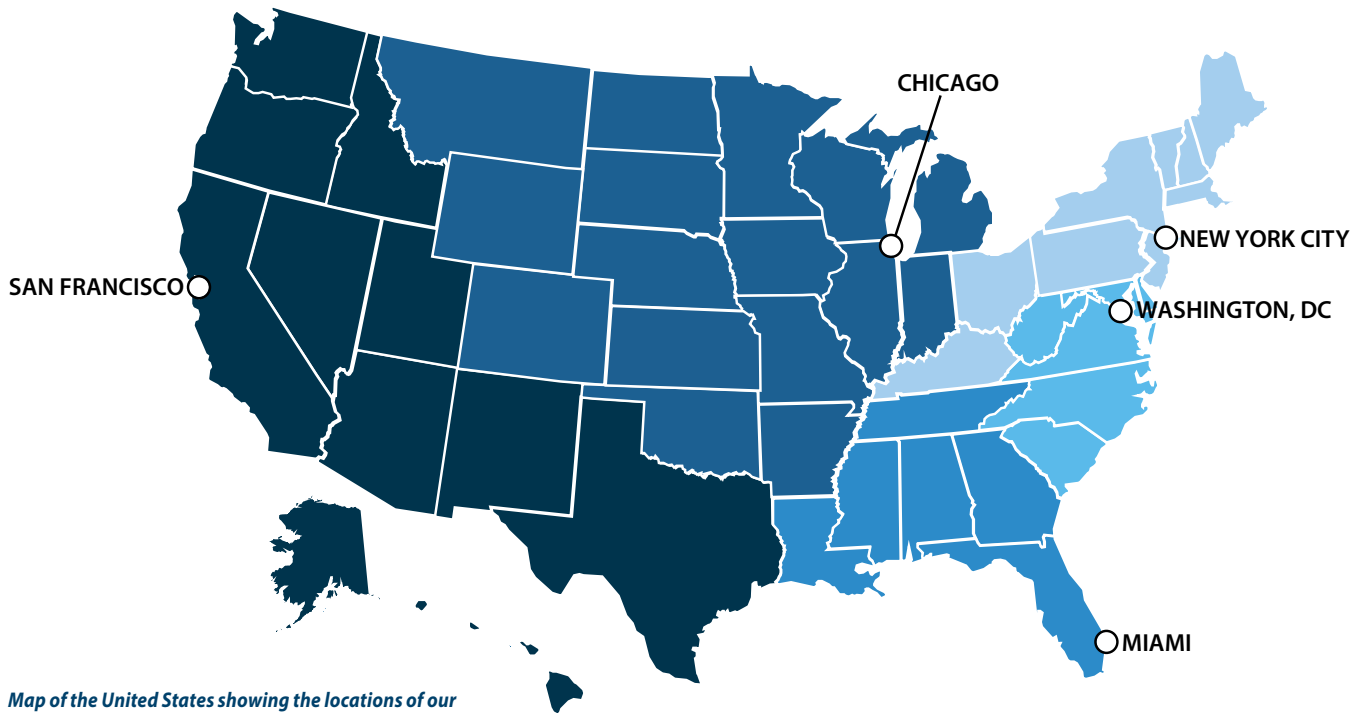 CHICAGO
NEW YORK CITY
SAN FRANCISCO
WASHINGTON, DC
MIAMI
Map of the United States showing the locations of our